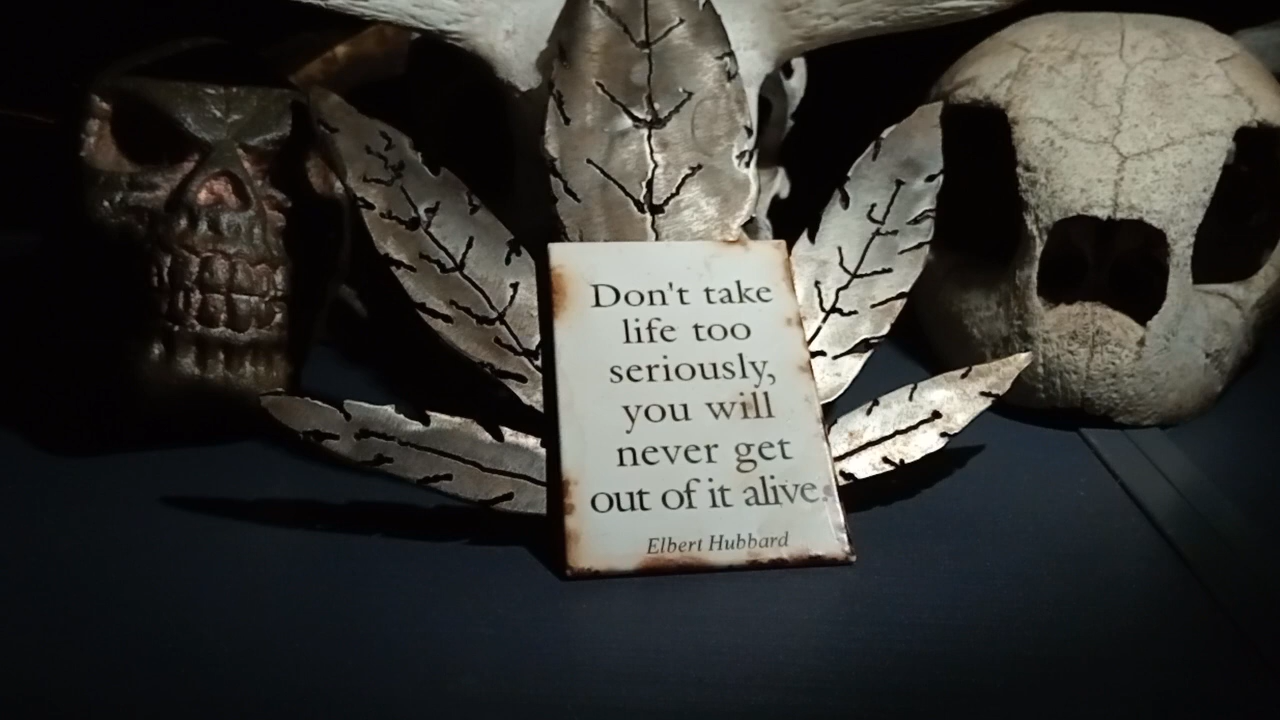 Don't take
life too
seriously,
you will
never get
out of it alive.
Elbert Hubbard